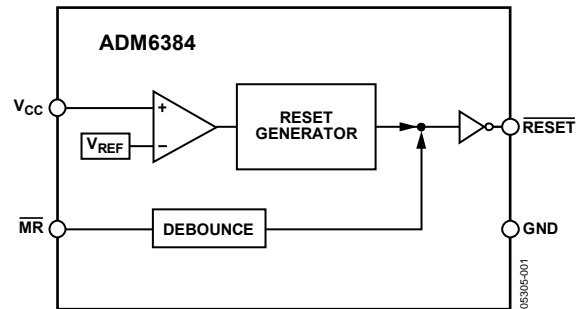 ADM6384
V_CC
+
V_REF
−
RESET
GENERATOR
RESET
MR
DEBOUNCE
GND
05305-001